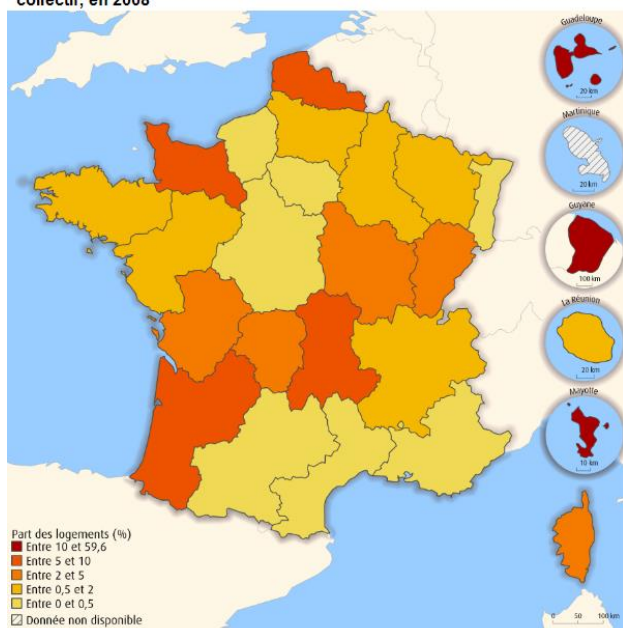 collectif, en 2008
Guadeloupe
20 km
Martinique
20 km
Guyane
100 km
La Réunion
20 km
Mayotte
10 km
Part des logements (%)
Entre 10 et 59,6
Entre 5 et 10
Entre 2 et 5
Entre 0,5 et 2
Entre 0 et 0,5
Donnée non disponible
0 50 100 km